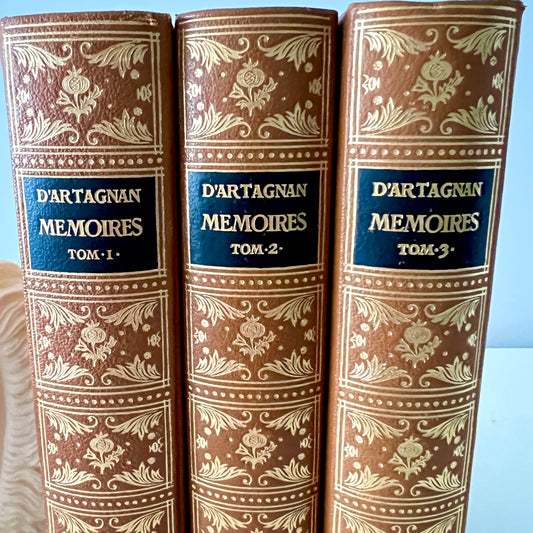 D'ARTAGNAN
MEMOIRES
TOM·1·
D'ARTAGNAN
MEMOIRES
TOM·2·
D'ARTAGNAN
MEMOIRES
TOM·3·